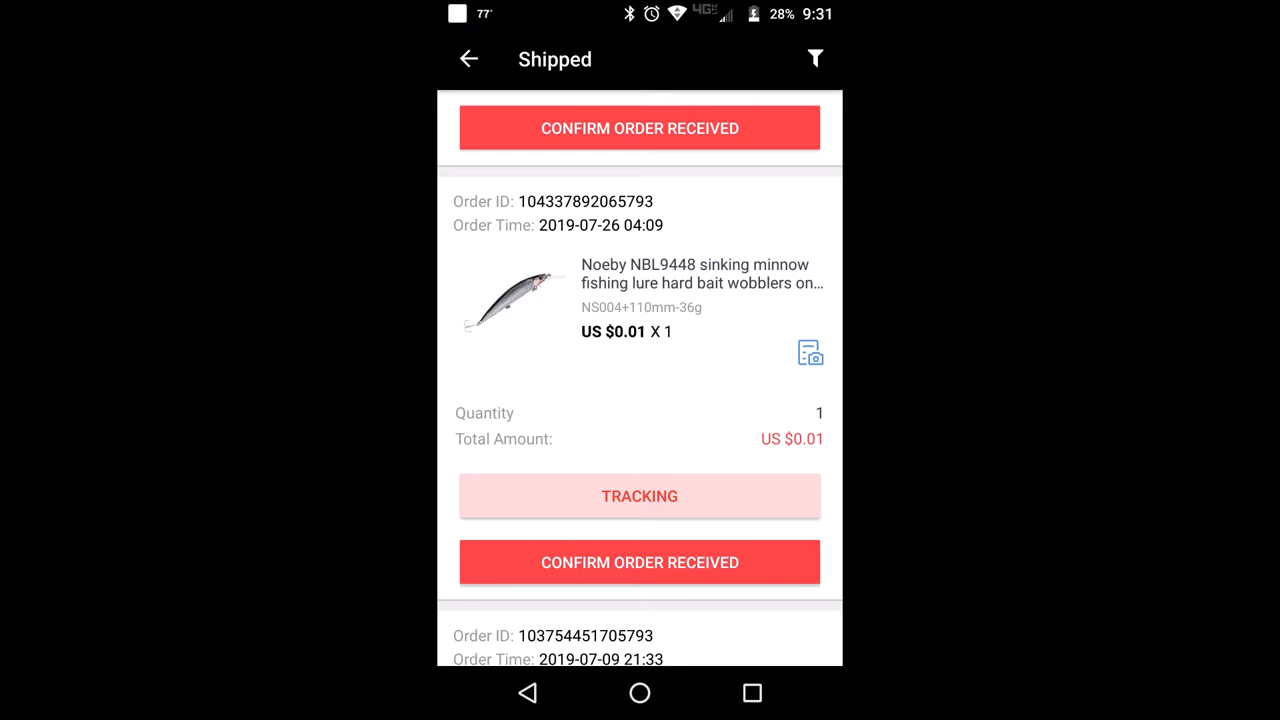 77°
4G LTE
28% 9:31
Shipped
CONFIRM ORDER RECEIVED
Order ID: 104337892065793
Order Time: 2019-07-26 04:09
Noeby NBL9448 sinking minnow
fishing lure hard bait wobblers on...
NS004+110mm-36g
US $0.01 X 1
Quantity 1
Total Amount: US $0.01
TRACKING
CONFIRM ORDER RECEIVED
Order ID: 103754451705793
Order Time: 2019-07-09 21:33